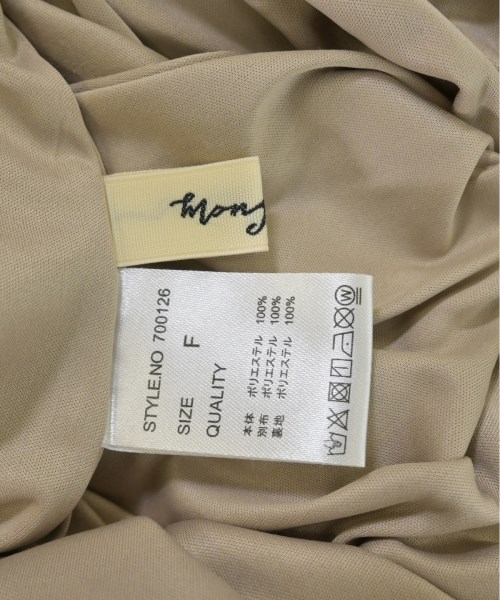 STYLE.NO 700126
SIZE F
QUALITY
本体 ポリエステル 100%
別布 ポリエステル 100%
裏地 ポリエステル 100%
W